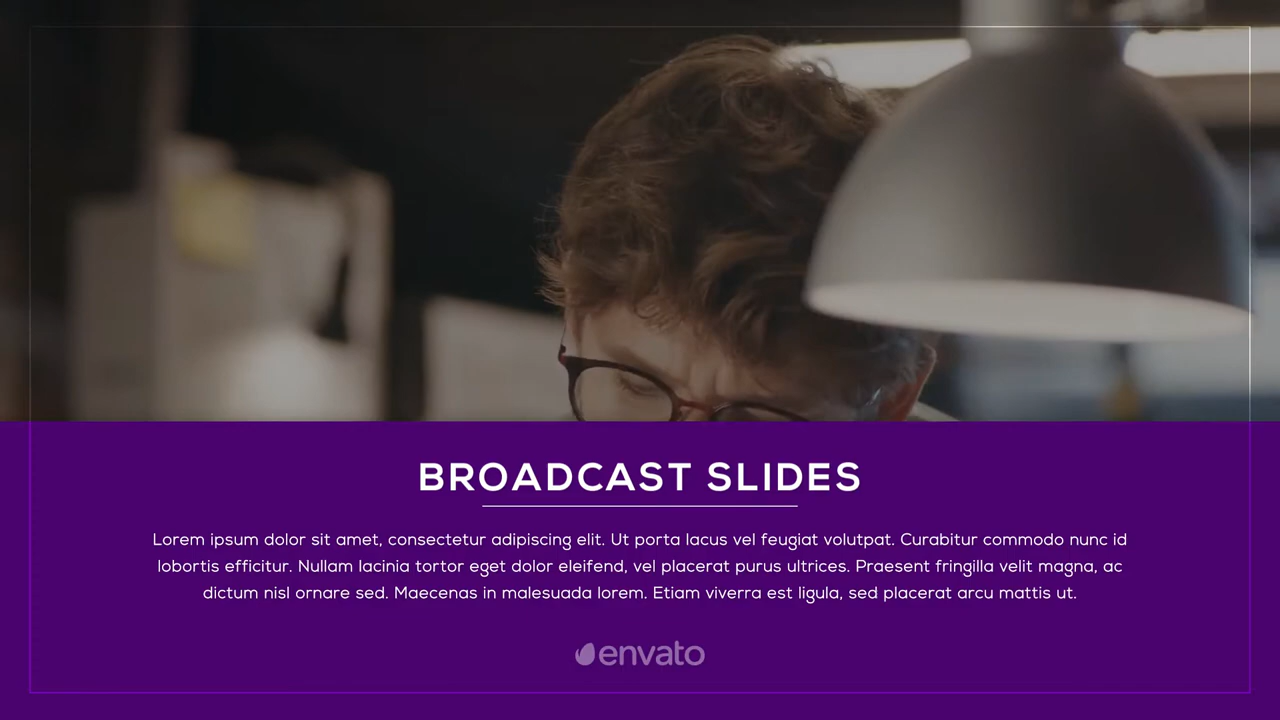 BROADCAST SLIDES
Lorem ipsum dolor sit amet, consectetur adipiscing elit. Ut porta lacus vel feugiat volutpat. Curabitur commodo nunc id
lobortis efficitur. Nullam lacinia tortor eget dolor eleifend, vel placerat purus ultrices. Praesent fringilla velit magna, ac
dictum nisl ornare sed. Maecenas in malesuada lorem. Etiam viverra est ligula, sed placerat arcu mattis ut.
envato